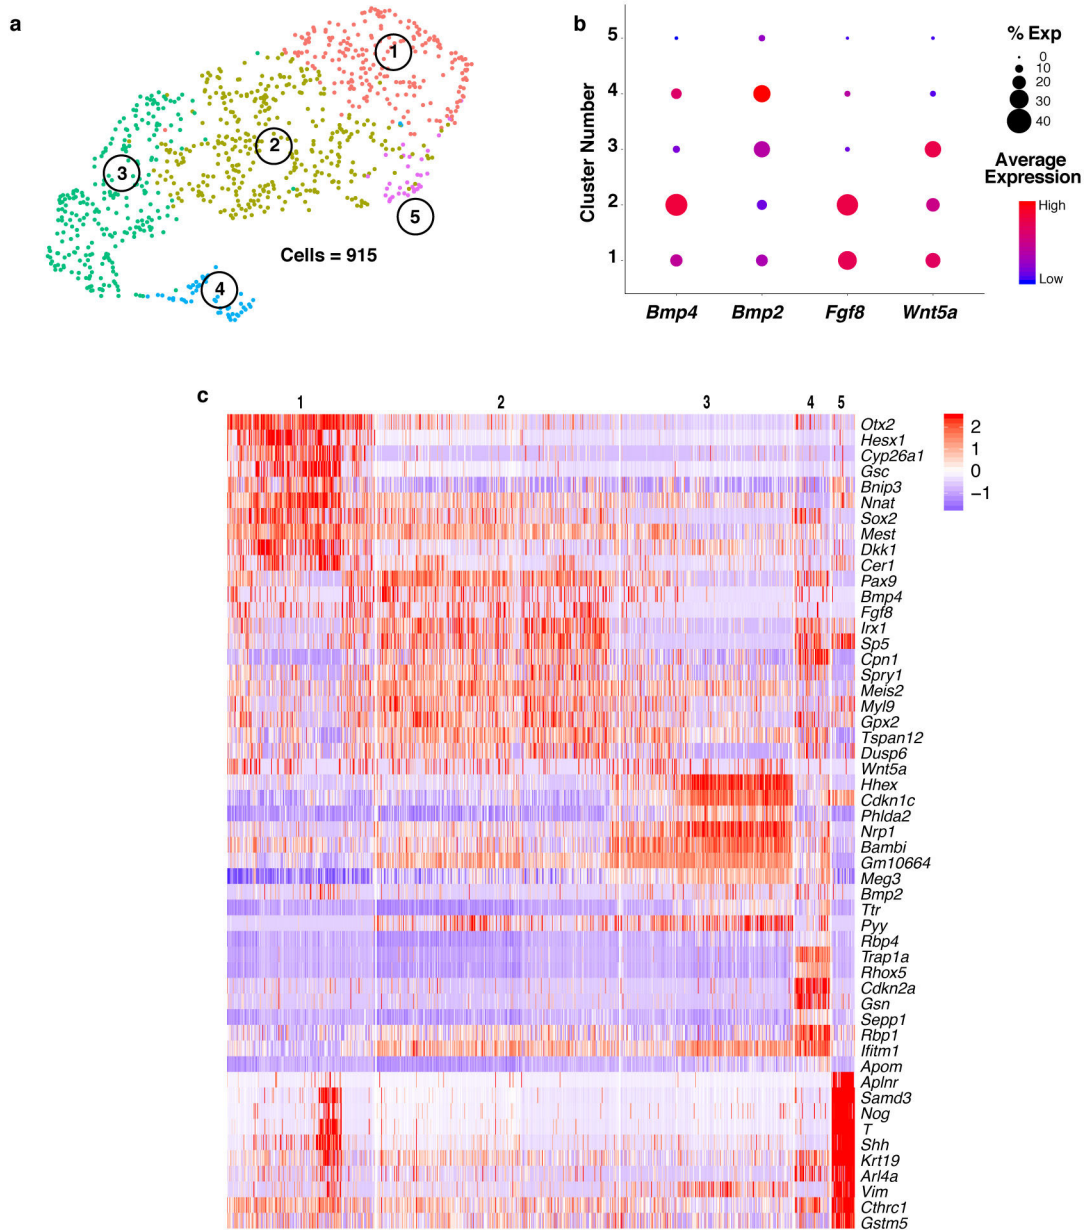 a
1
2
3
4
5
Cells = 915
b
Cluster Number
5
4
3
2
1
Bmp4 Bmp2 Fgf8 Wnt5a
% Exp
0
10
20
30
40
Average
Expression
High
Low
c
1 2 3 4 5
Otx2
Hesx1
Cyp26a1
Gsc
Bnip3
Nnat
Sox2
Mest
Dkk1
Cer1
Pax9
Bmp4
Fgf8
Irx1
Sp5
Cpn1
Spry1
Meis2
Myl9
Gpx2
Tspan12
Dusp6
Wnt5a
Hhex
Cdkn1c
Phlda2
Nrp1
Bambi
Gm10664
Meg3
Bmp2
Ttr
Pyy
Rbp4
Trap1a
Rhox5
Cdkn2a
Gsn
Sepp1
Rbp1
Ifitm1
Apom
Aplnr
Samd3
Nog
T
Shh
Krt19
Arl4a
Vim
Cthrc1
Gstm5
2
1
0
−1